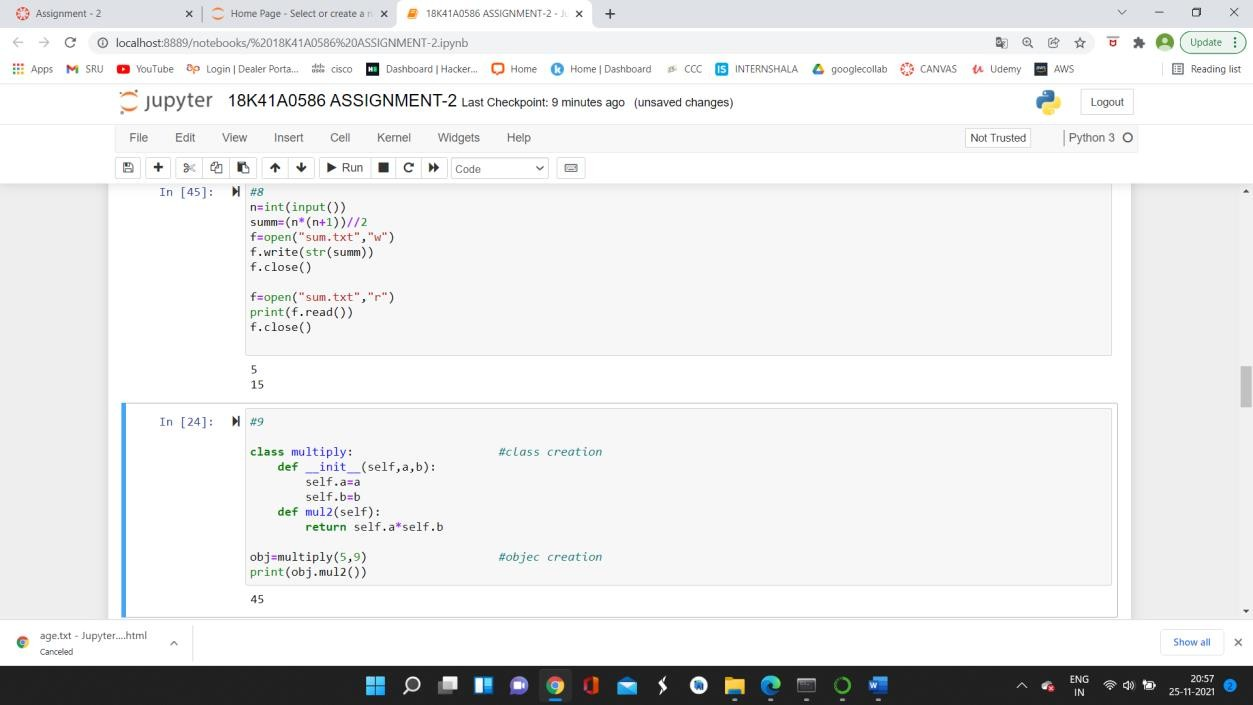 Assignment - 2
Home Page - Select or create a n
18K41A0586 ASSIGNMENT-2 - Ju
localhost:8889/notebooks/%2018K41A0586%20ASSIGNMENT-2.ipynb
Update
Apps SRU YouTube Login | Dealer Porta... cisco Dashboard | Hacker... Home Home | Dashboard CCC INTERNSHALA googlecollab CANVAS Udemy AWS Reading list
jupyter 18K41A0586 ASSIGNMENT-2 Last Checkpoint: 9 minutes ago (unsaved changes)
Logout
File Edit View Insert Cell Kernel Widgets Help
Not Trusted
Python 3
Run
Code
In [45]:
#8
n=int(input())
summ=(n*(n+1))//2
f=open("sum.txt","w")
f.write(str(summ))
f.close()
f=open("sum.txt","r")
print(f.read())
f.close()
5
15
In [24]:
#9
class multiply: #class creation
def __init__(self,a,b):
self.a=a
self.b=b
def mul2(self):
return self.a*self.b
obj=multiply(5,9) #objec creation
print(obj.mul2())
45
age.txt - Jupyter....html
Canceled
Show all
ENG
IN
20:57
25-11-2021
2